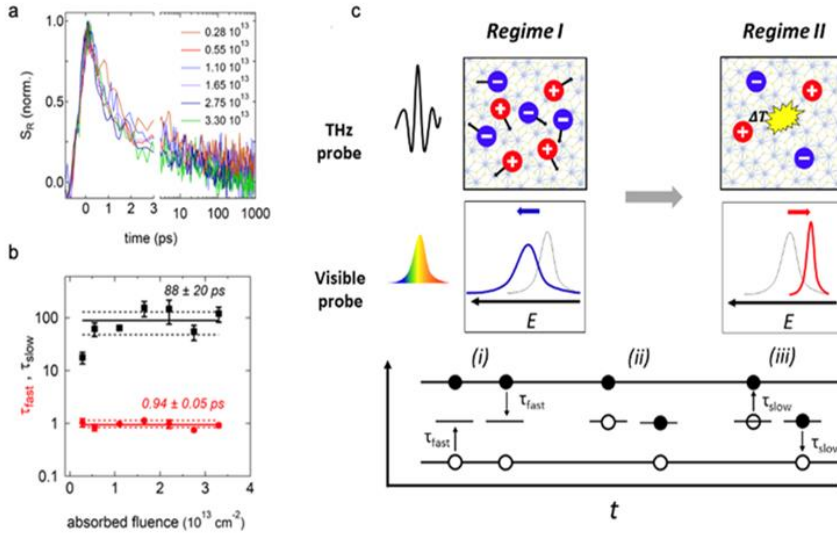 a
S_R (norm.)
1.0
0.5
0.0
0.28 10^13
0.55 10^13
1.10 10^13
1.65 10^13
2.75 10^13
3.30 10^13
0 1 2 3 10 100 1000
time (ps)
b
τ_fast , τ_slow
100
10
1
0.1
88 ± 20 ps
0.94 ± 0.05 ps
0 1 2 3 4
absorbed fluence (10^13 cm^-2)
c
Regime I
Regime II
THz
probe
ΔT
Visible
probe
E
E
(i) (ii) (iii)
τ_fast
τ_fast
τ_slow
τ_slow
t